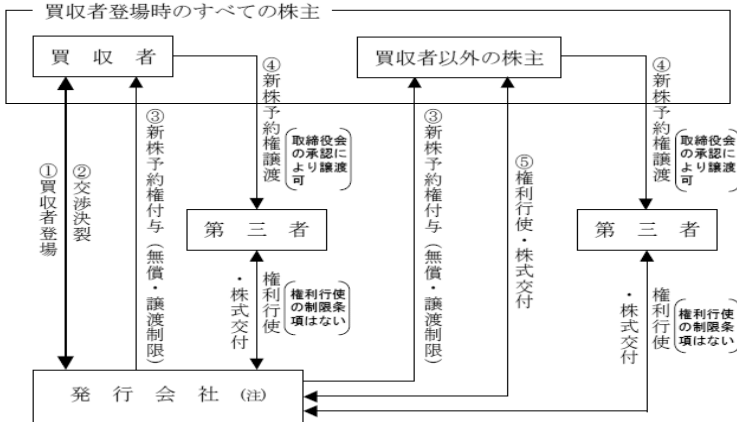 買収者登場時のすべての株主
買収者
買収者以外の株主
①買収者登場
②交渉決裂
③新株予約権付与（無償・譲渡制限）
④新株予約権譲渡
取締役会
の承認に
より譲渡
可
第三者
権利行使
・株式交付
権利行使
の制限条
項はない
③新株予約権付与（無償・譲渡制限）
⑤権利行使・株式交付
④新株予約権譲渡
取締役会
の承認に
より譲渡
可
第三者
権利行使
・株式交付
権利行使
の制限条
項はない
発行会社（注）